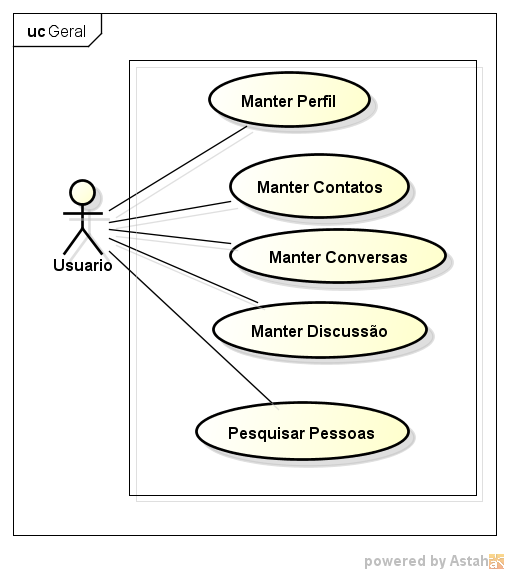 uc Geral
Manter Perfil
Manter Contatos
Manter Conversas
Usuario
Manter Discussão
Pesquisar Pessoas
powered by Astah